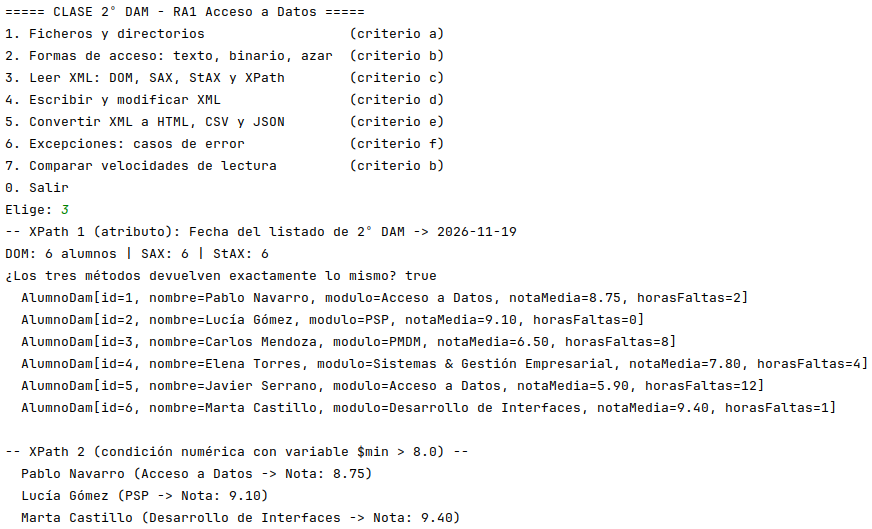 ===== CLASE 2° DAM - RA1 Acceso a Datos =====
1. Ficheros y directorios                  (criterio a)
2. Formas de acceso: texto, binario, azar  (criterio b)
3. Leer XML: DOM, SAX, StAX y XPath        (criterio c)
4. Escribir y modificar XML                (criterio d)
5. Convertir XML a HTML, CSV y JSON        (criterio e)
6. Excepciones: casos de error             (criterio f)
7. Comparar velocidades de lectura         (criterio b)
0. Salir
Elige: 3
-- XPath 1 (atributo): Fecha del listado de 2° DAM -> 2026-11-19
DOM: 6 alumnos | SAX: 6 | StAX: 6
¿Los tres métodos devuelven exactamente lo mismo? true
  AlumnoDam[id=1, nombre=Pablo Navarro, modulo=Acceso a Datos, notaMedia=8.75, horasFaltas=2]
  AlumnoDam[id=2, nombre=Lucía Gómez, modulo=PSP, notaMedia=9.10, horasFaltas=0]
  AlumnoDam[id=3, nombre=Carlos Mendoza, modulo=PMDM, notaMedia=6.50, horasFaltas=8]
  AlumnoDam[id=4, nombre=Elena Torres, modulo=Sistemas & Gestión Empresarial, notaMedia=7.80, horasFaltas=4]
  AlumnoDam[id=5, nombre=Javier Serrano, modulo=Acceso a Datos, notaMedia=5.90, horasFaltas=12]
  AlumnoDam[id=6, nombre=Marta Castillo, modulo=Desarrollo de Interfaces, notaMedia=9.40, horasFaltas=1]

-- XPath 2 (condición numérica con variable $min > 8.0) --
  Pablo Navarro (Acceso a Datos -> Nota: 8.75)
  Lucía Gómez (PSP -> Nota: 9.10)
  Marta Castillo (Desarrollo de Interfaces -> Nota: 9.40)